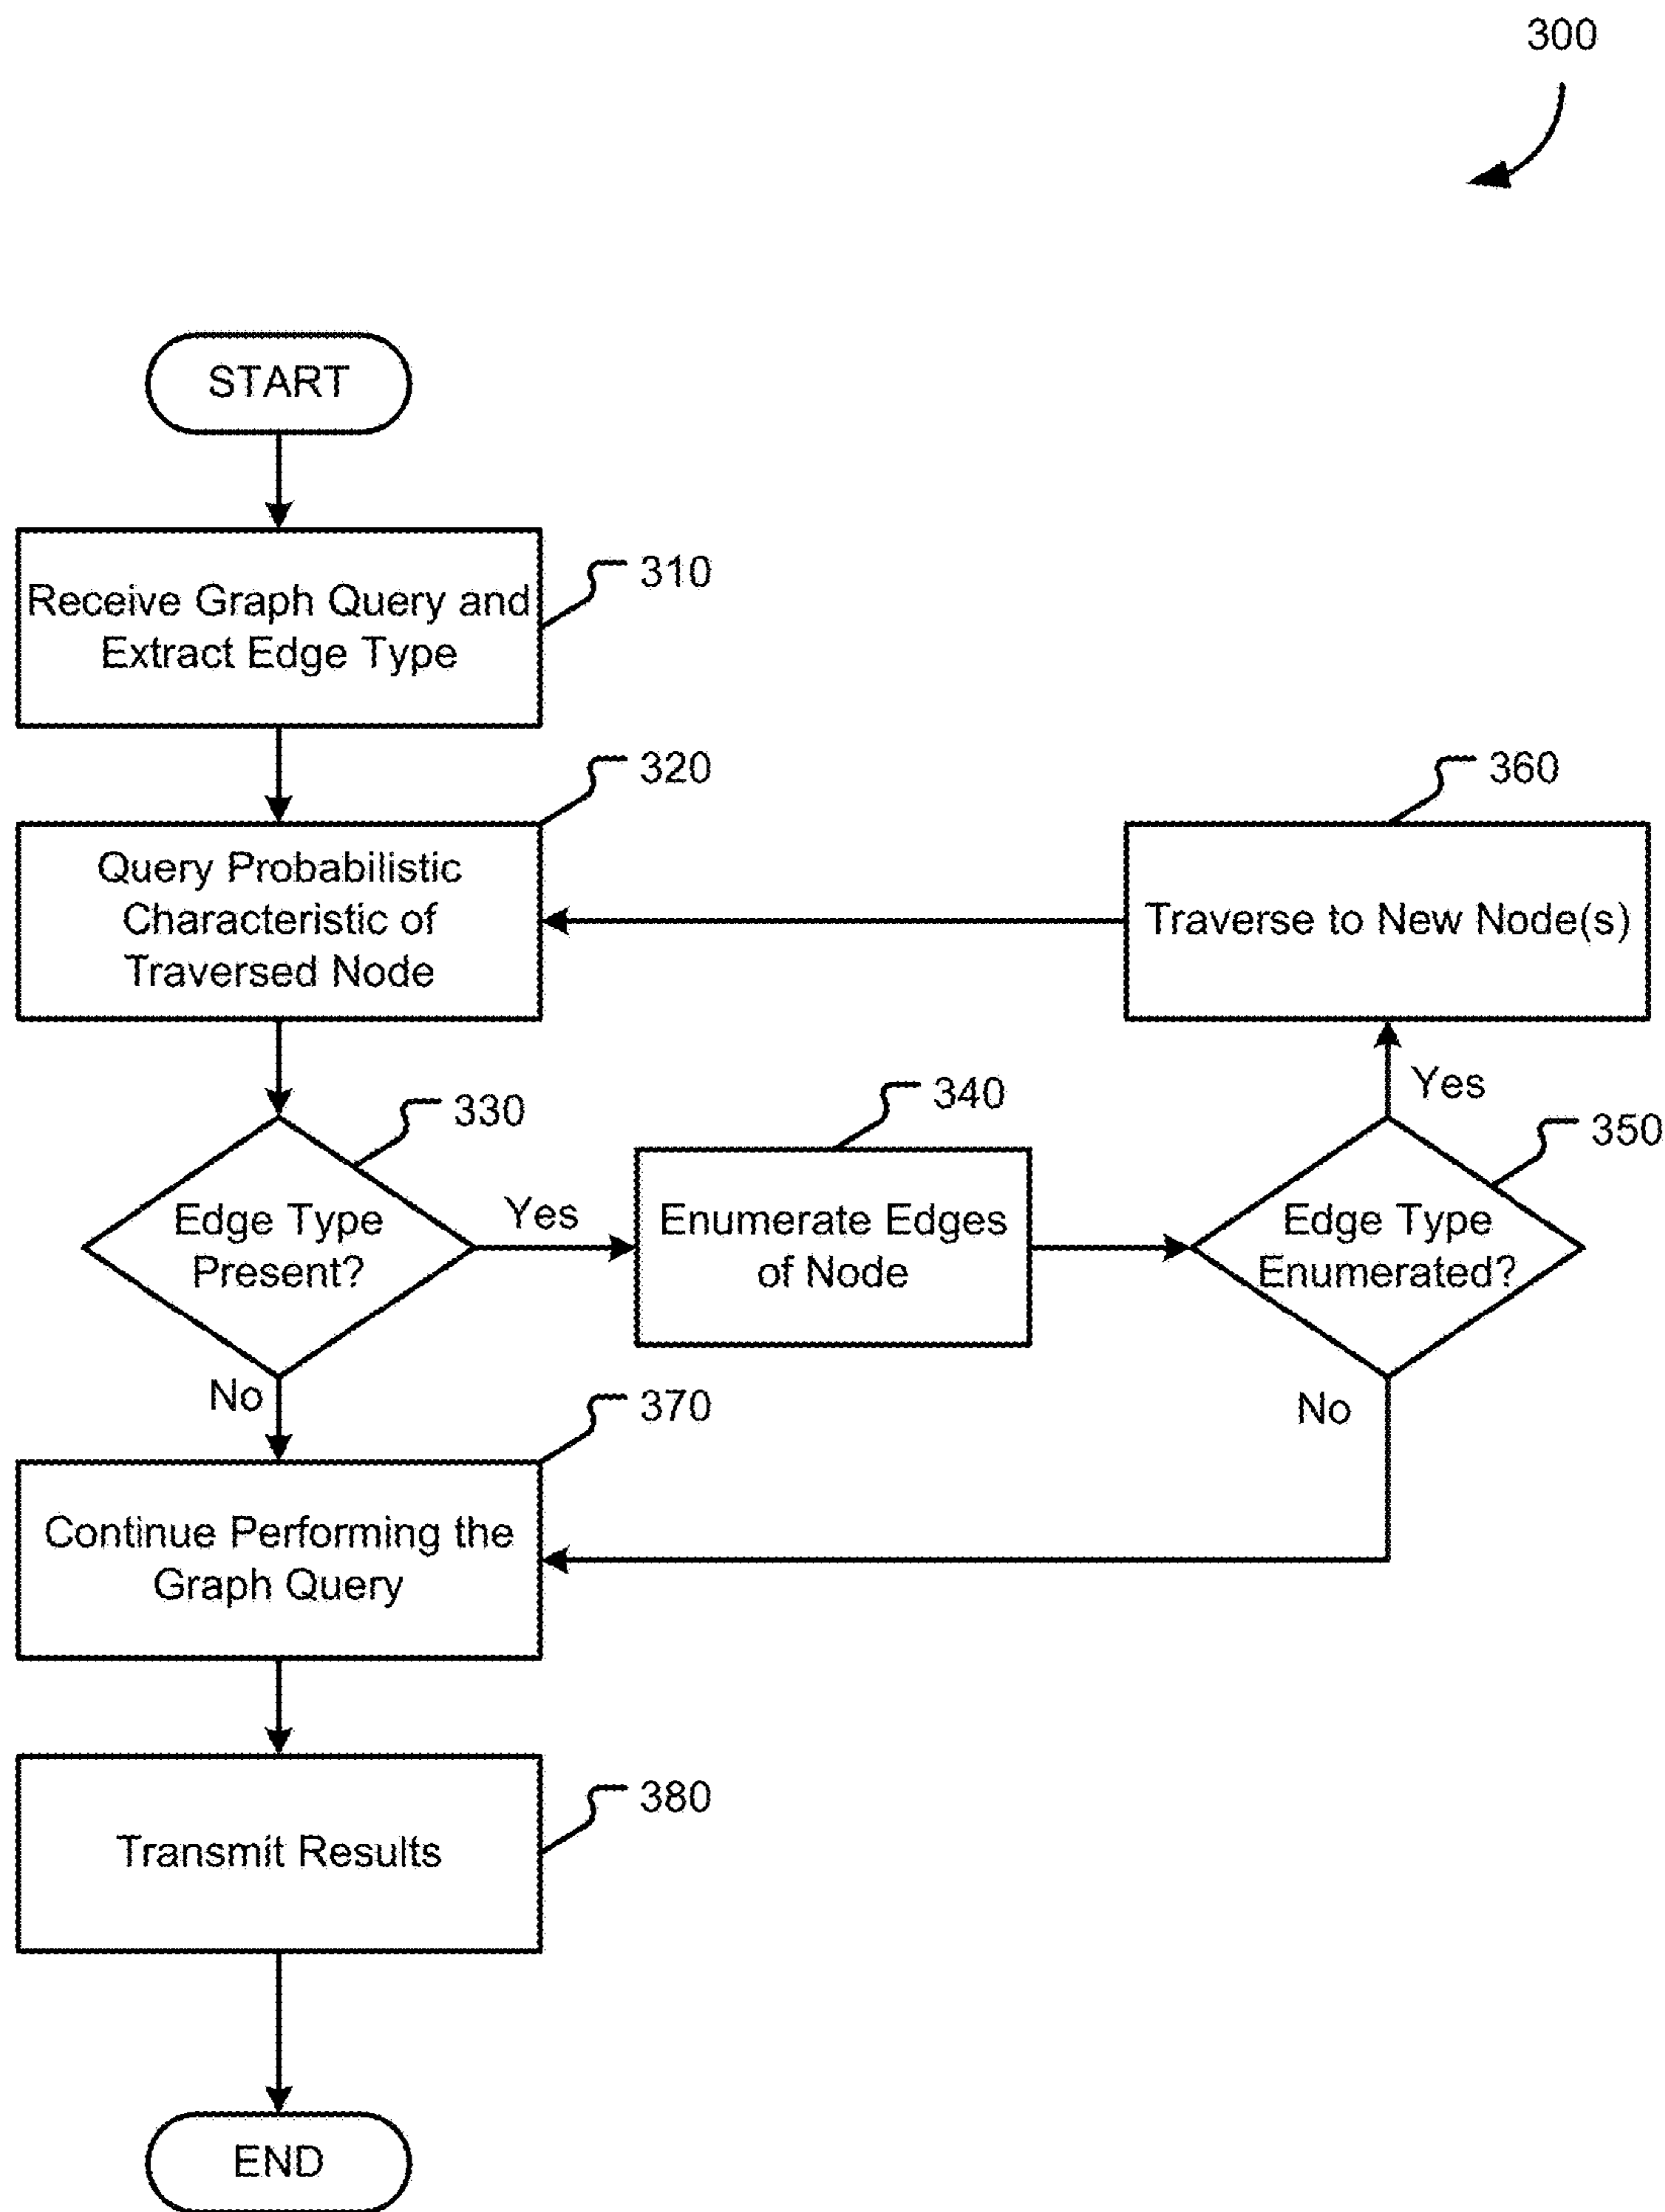 300
START
Receive Graph Query and
Extract Edge Type
310
Query Probabilistic
Characteristic of
Traversed Node
320
Traverse to New Node(s)
360
Edge Type
Present?
330
Yes
No
Enumerate Edges
of Node
340
Edge Type
Enumerated?
350
Yes
No
Continue Performing the
Graph Query
370
Transmit Results
380
END